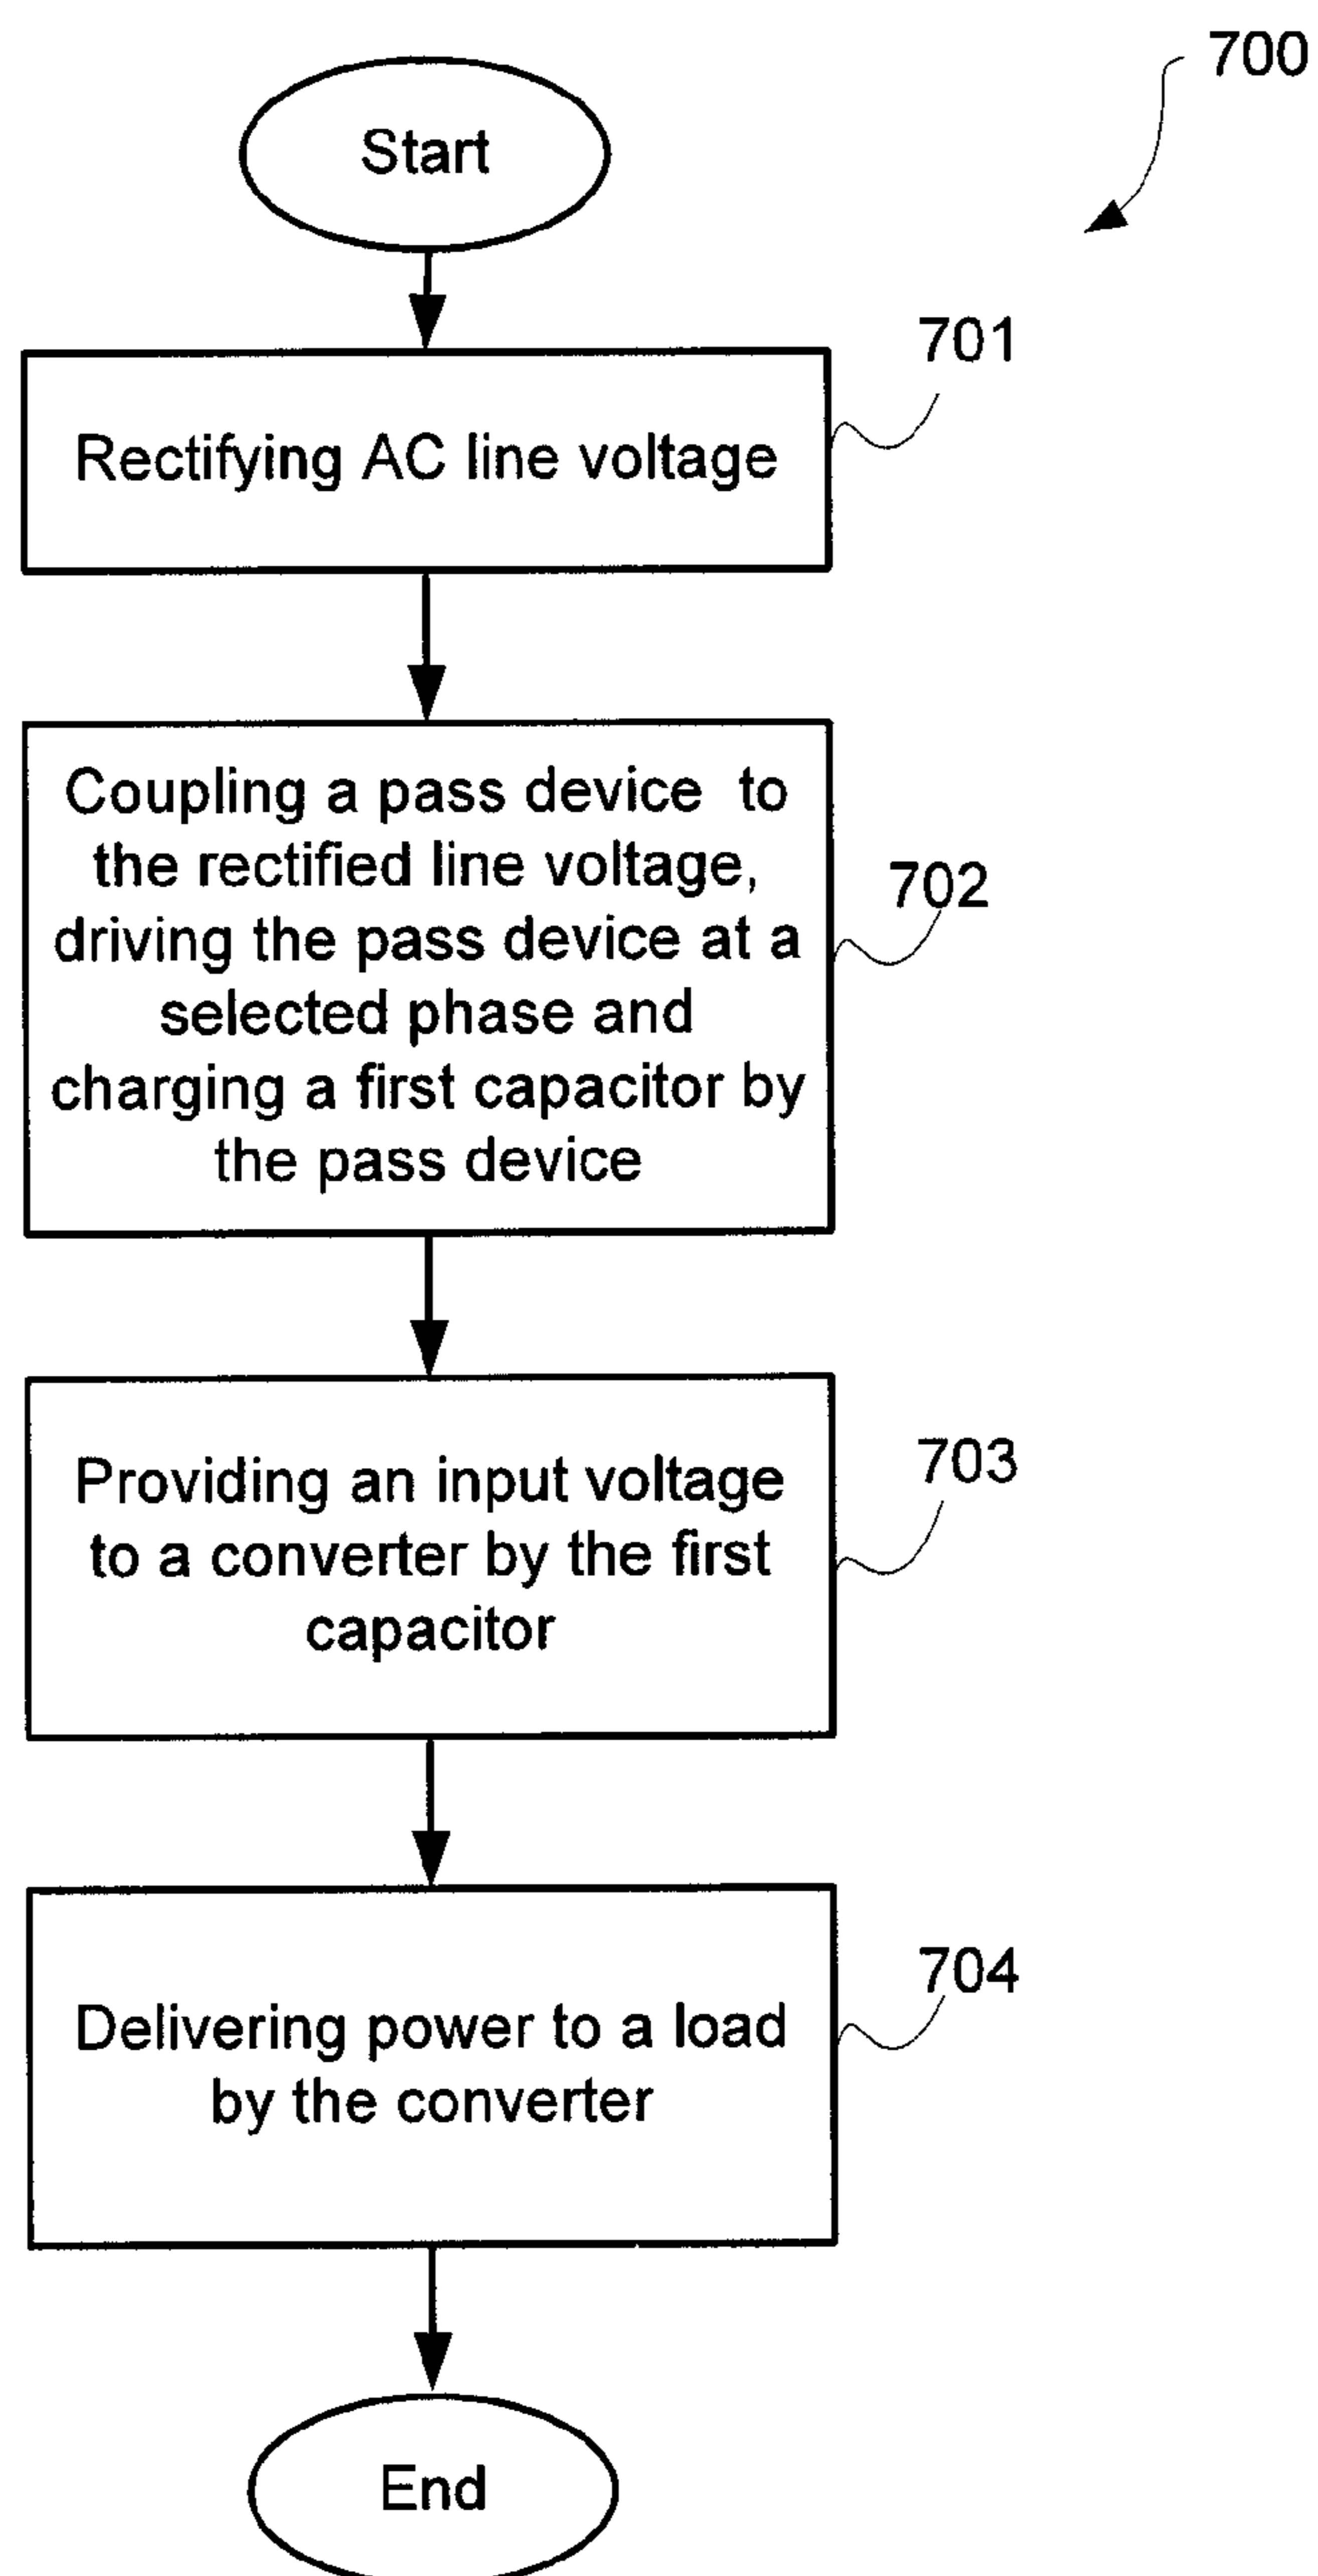 700
Start
701
Rectifying AC line voltage
Coupling a pass device to
the rectified line voltage,
702
driving the pass device at a
selected phase and
charging a first capacitor by
the pass device
703
Providing an input voltage
to a converter by the first
capacitor
704
Delivering power to a load
by the converter
End